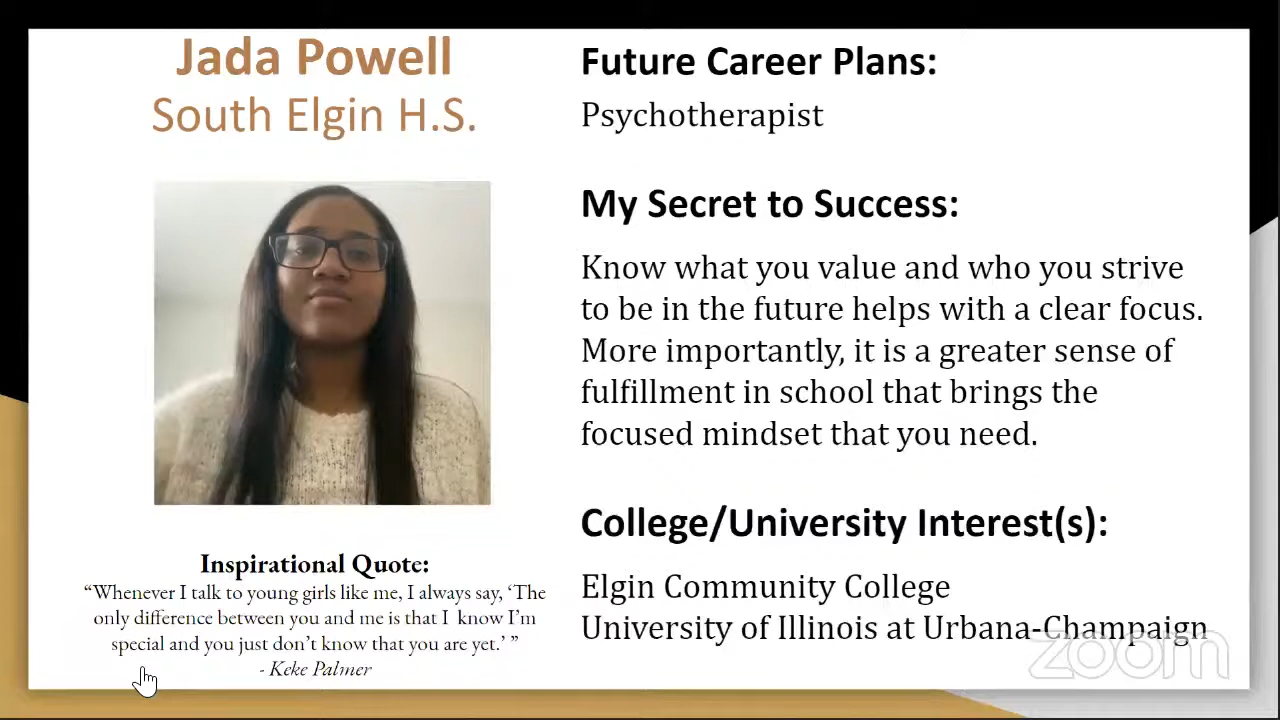 Jada Powell
South Elgin H.S.
Inspirational Quote:
“Whenever I talk to young girls like me, I always say, ‘The
only difference between you and me is that I know I’m
special and you just don’t know that you are yet.’ ”
- Keke Palmer
Future Career Plans:
Psychotherapist
My Secret to Success:
Know what you value and who you strive
to be in the future helps with a clear focus.
More importantly, it is a greater sense of
fulfillment in school that brings the
focused mindset that you need.
College/University Interest(s):
Elgin Community College
University of Illinois at Urbana-Champaign
zoom